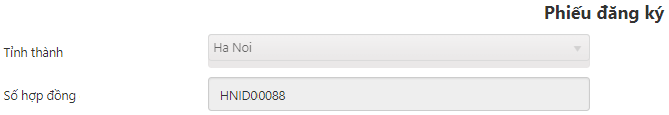 Phiếu đăng ký
Tỉnh thành Ha Noi
Số hợp đồng HNID00088